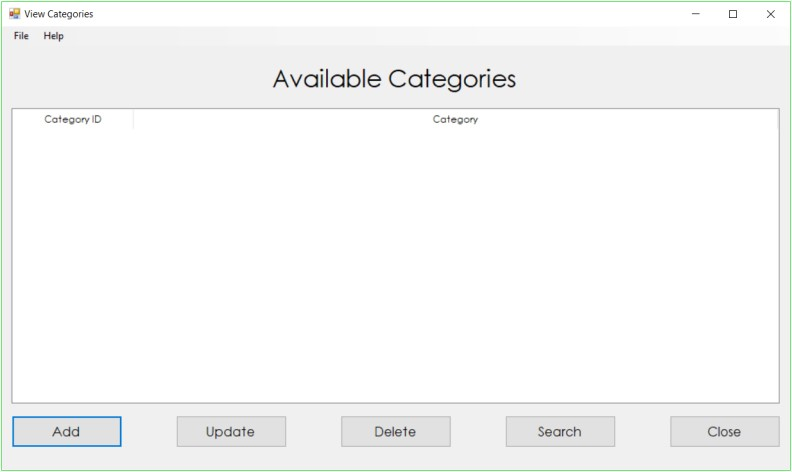 View Categories
File Help
Available Categories
Category ID Category
Add Update Delete Search Close